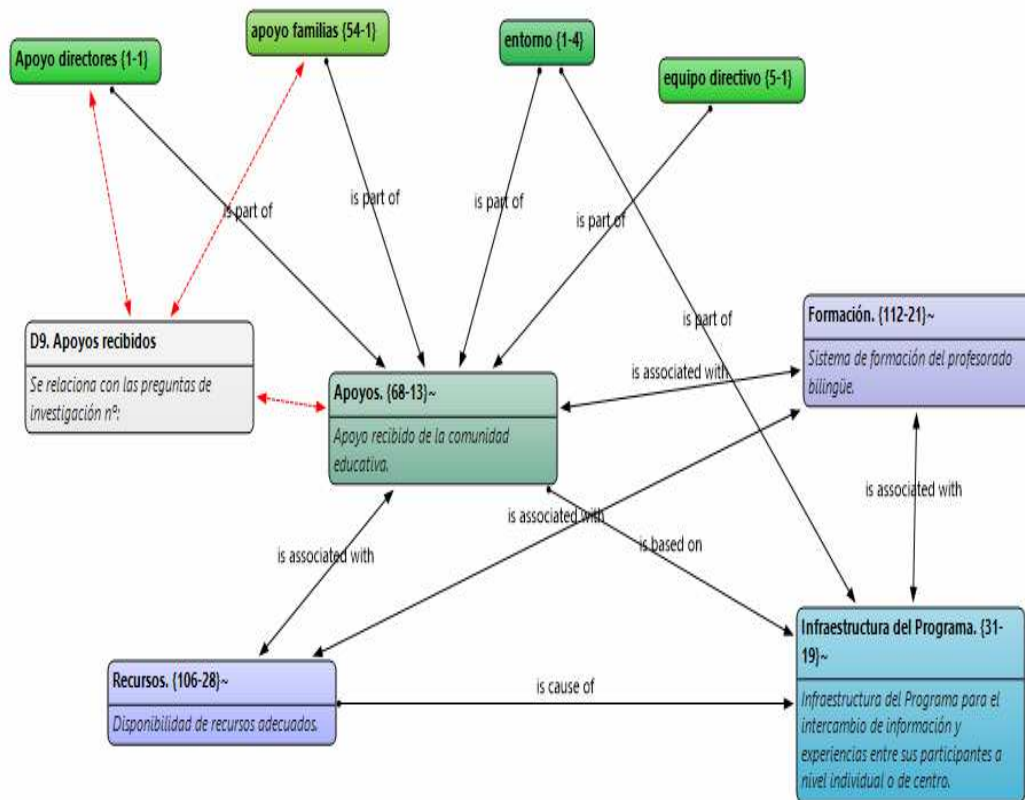 apoyo familias {54-1}
entorno {1-4}
Apoyo directores {1-1}
equipo directivo {5-1}
is part of
is part of
is part of
is part of
is part of
D9. Apoyos recibidos
Se relaciona con las preguntas de
investigación nº:
Formación. {112-21}~
Sistema de formación del profesorado
bilingüe.
is associated with
Apoyos. {68-13}~
Apoyo recibido de la comunidad
educativa.
is associated with
is associated with
is based on
is associated with
Infraestructura del Programa. {31-
19}~
Infraestructura del Programa para el
intercambio de información y
experiencias entre sus participantes a
nivel individual o de centro.
Recursos. {106-28}~
Disponibilidad de recursos adecuados.
is cause of